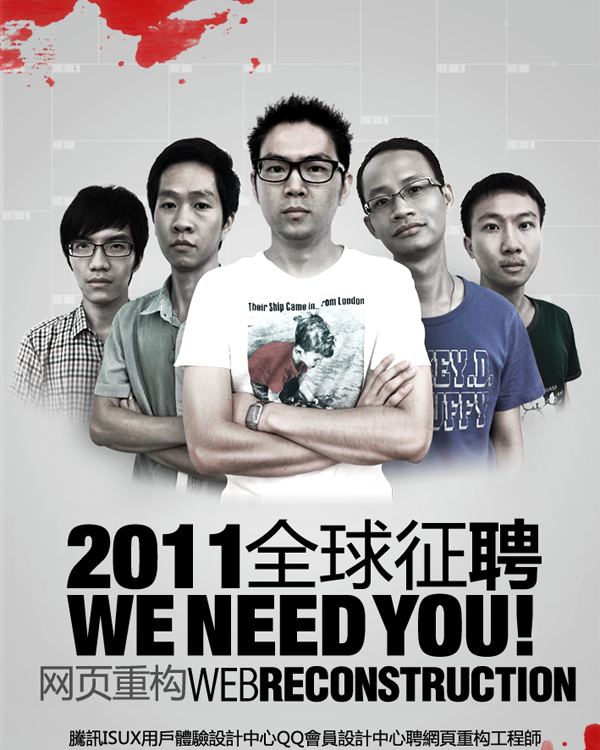 Their Ship Came in.. from London
KEY.D.
UFFY
2011全球征聘
WE NEED YOU!
网页重构WEBRECONSTRUCTION
騰訊ISUX用戶體驗設計中心QQ會員設計中心聘網頁重构工程師